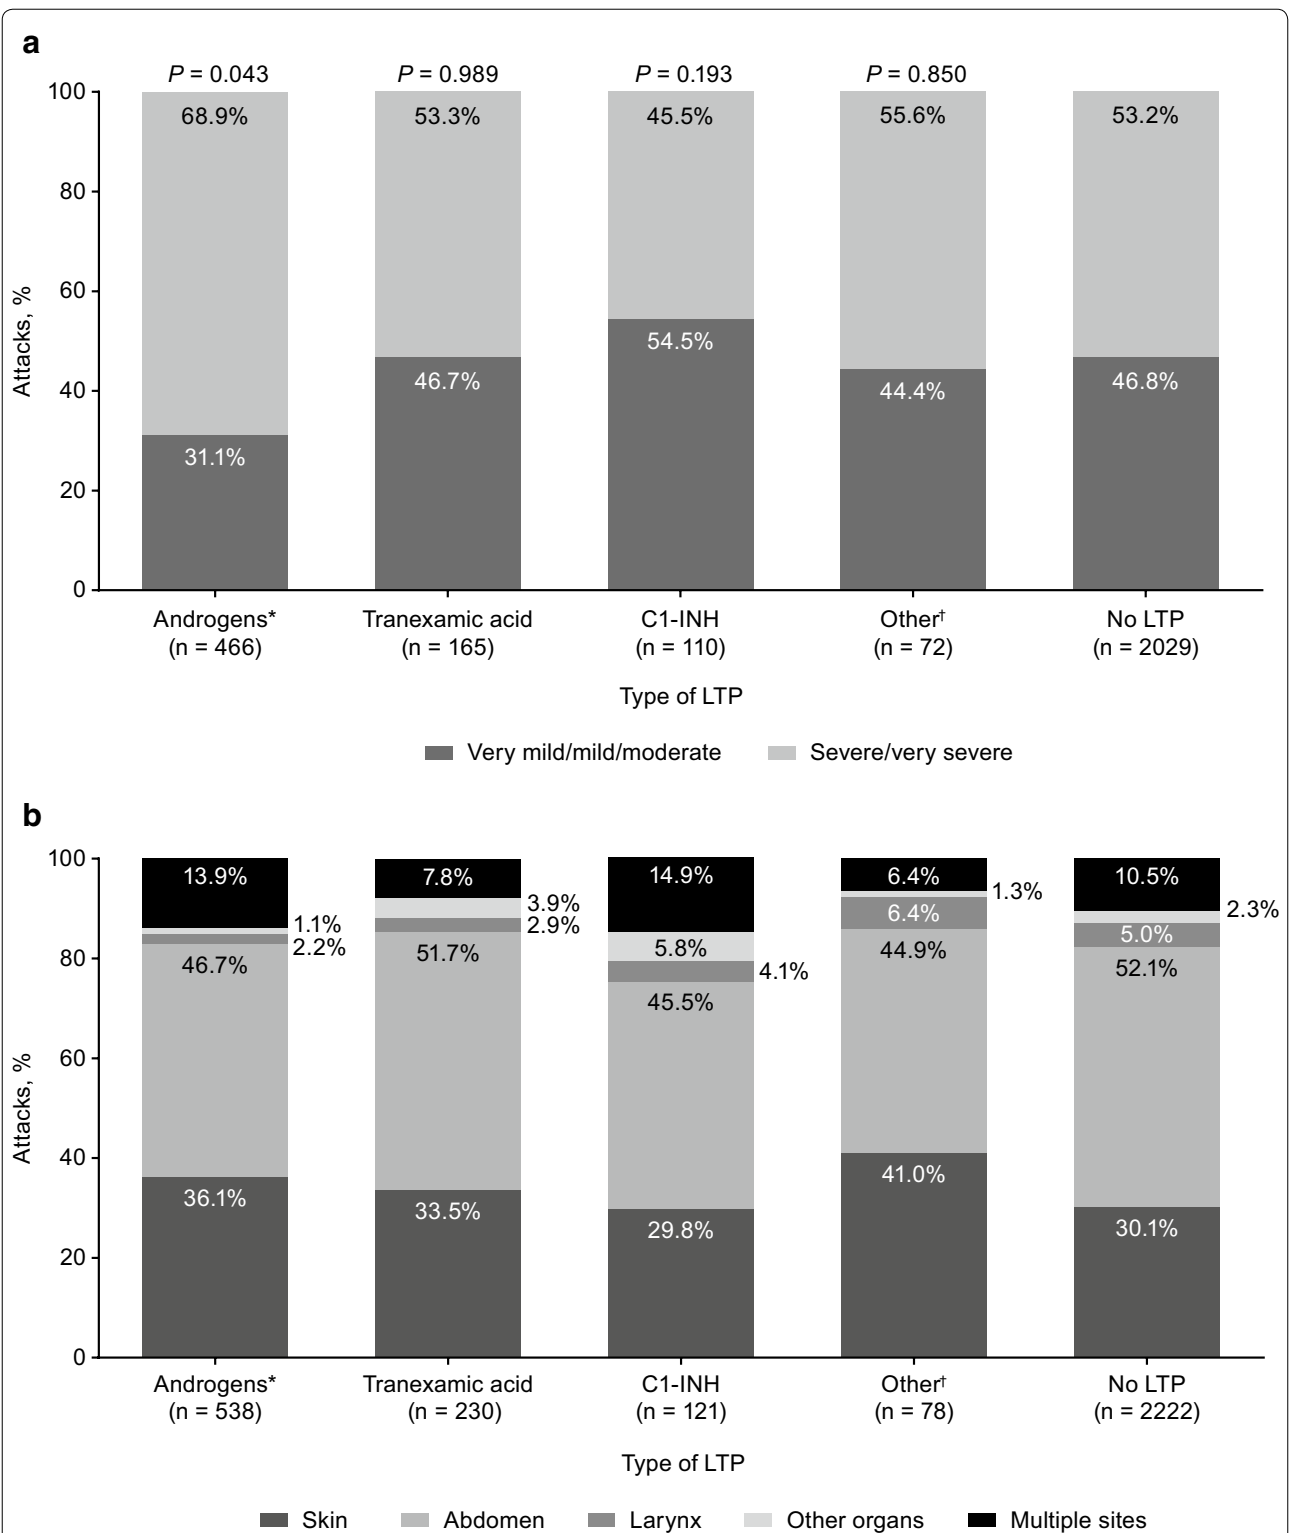 a
P = 0.043 P = 0.989 P = 0.193 P = 0.850
100
80
60
40
20
0
Attacks, %
68.9% 53.3% 45.5% 55.6% 53.2%
31.1% 46.7% 54.5% 44.4% 46.8%
Androgens* Tranexamic acid C1-INH Other† No LTP
(n = 466) (n = 165) (n = 110) (n = 72) (n = 2029)
Type of LTP
Very mild/mild/moderate Severe/very severe
b
100
80
60
40
20
0
Attacks, %
13.9% 7.8% 14.9% 6.4% 10.5%
1.1% 3.9% 5.8% 1.3% 2.3%
2.2% 2.9% 4.1% 6.4% 5.0%
46.7% 51.7% 45.5% 44.9% 52.1%
36.1% 33.5% 29.8% 41.0% 30.1%
Androgens* Tranexamic acid C1-INH Other† No LTP
(n = 538) (n = 230) (n = 121) (n = 78) (n = 2222)
Type of LTP
Skin Abdomen Larynx Other organs Multiple sites